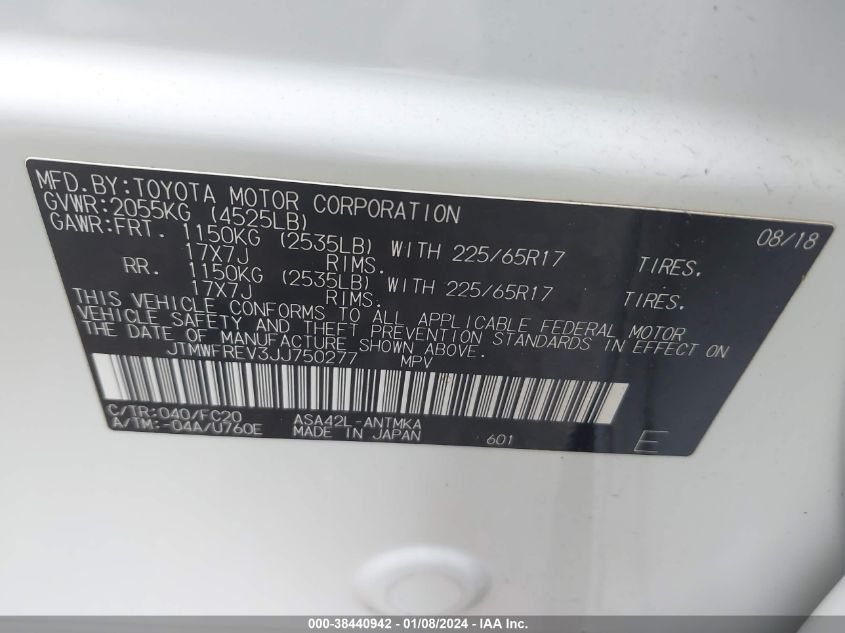 MFD.BY:TOYOTA MOTOR CORPORATION 08/18
GVWR:2055KG (4525LB)
GAWR:FRT. 1150KG (2535LB) WITH 225/65R17 TIRES.
17X7J RIMS.
RR. 1150KG (2535LB) WITH 225/65R17 TIRES.
17X7J RIMS.
THIS VEHICLE CONFORMS TO ALL APPLICABLE FEDERAL MOTOR
VEHICLE SAFETY AND THEFT PREVENTION STANDARDS IN EFFECT ON
THE DATE OF MANUFACTURE SHOWN ABOVE.
JTMWFREV3JJ750277 MPV
C/TR:040/FC20 ASA42L-ANTMKA
A/TM:-04A/U760E MADE IN JAPAN 601 E
000-38440942 - 01/08/2024 - IAA Inc.